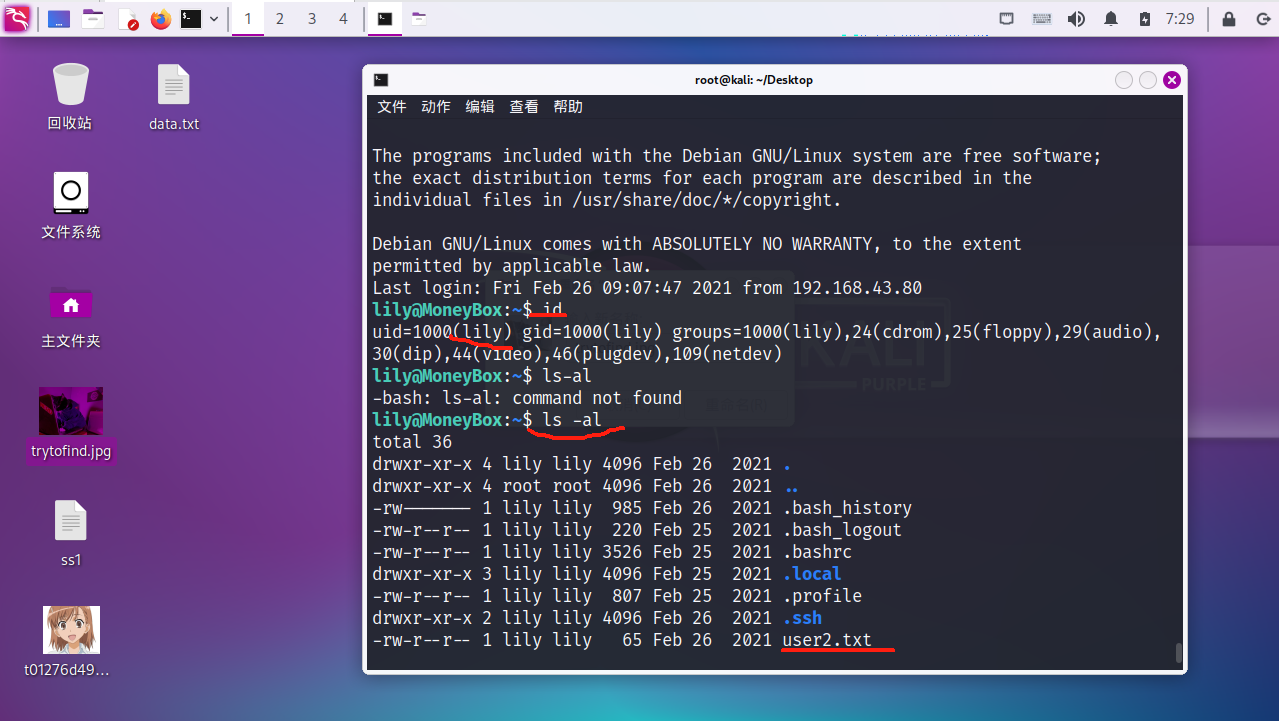 1 2 3 4 7:29
回收站
data.txt
文件系统
主文件夹
trytofind.jpg
ss1
t01276d49...
root@kali: ~/Desktop
文件 动作 编辑 查看 帮助
The programs included with the Debian GNU/Linux system are free software;
the exact distribution terms for each program are described in the
individual files in /usr/share/doc/*/copyright.
Debian GNU/Linux comes with ABSOLUTELY NO WARRANTY, to the extent
permitted by applicable law.
Last login: Fri Feb 26 09:07:47 2021 from 192.168.43.80
lily@MoneyBox:~$ id
uid=1000(lily) gid=1000(lily) groups=1000(lily),24(cdrom),25(floppy),29(audio),
30(dip),44(video),46(plugdev),109(netdev)
lily@MoneyBox:~$ ls-al
-bash: ls-al: command not found
lily@MoneyBox:~$ ls -al
total 36
drwxr-xr-x 4 lily lily 4096 Feb 26  2021 .
drwxr-xr-x 4 root root 4096 Feb 26  2021 ..
-rw------- 1 lily lily  985 Feb 26  2021 .bash_history
-rw-r--r-- 1 lily lily  220 Feb 25  2021 .bash_logout
-rw-r--r-- 1 lily lily 3526 Feb 25  2021 .bashrc
drwxr-xr-x 3 lily lily 4096 Feb 25  2021 .local
-rw-r--r-- 1 lily lily  807 Feb 25  2021 .profile
drwxr-xr-x 2 lily lily 4096 Feb 26  2021 .ssh
-rw-r--r-- 1 lily lily   65 Feb 26  2021 user2.txt
KALI
PURPLE